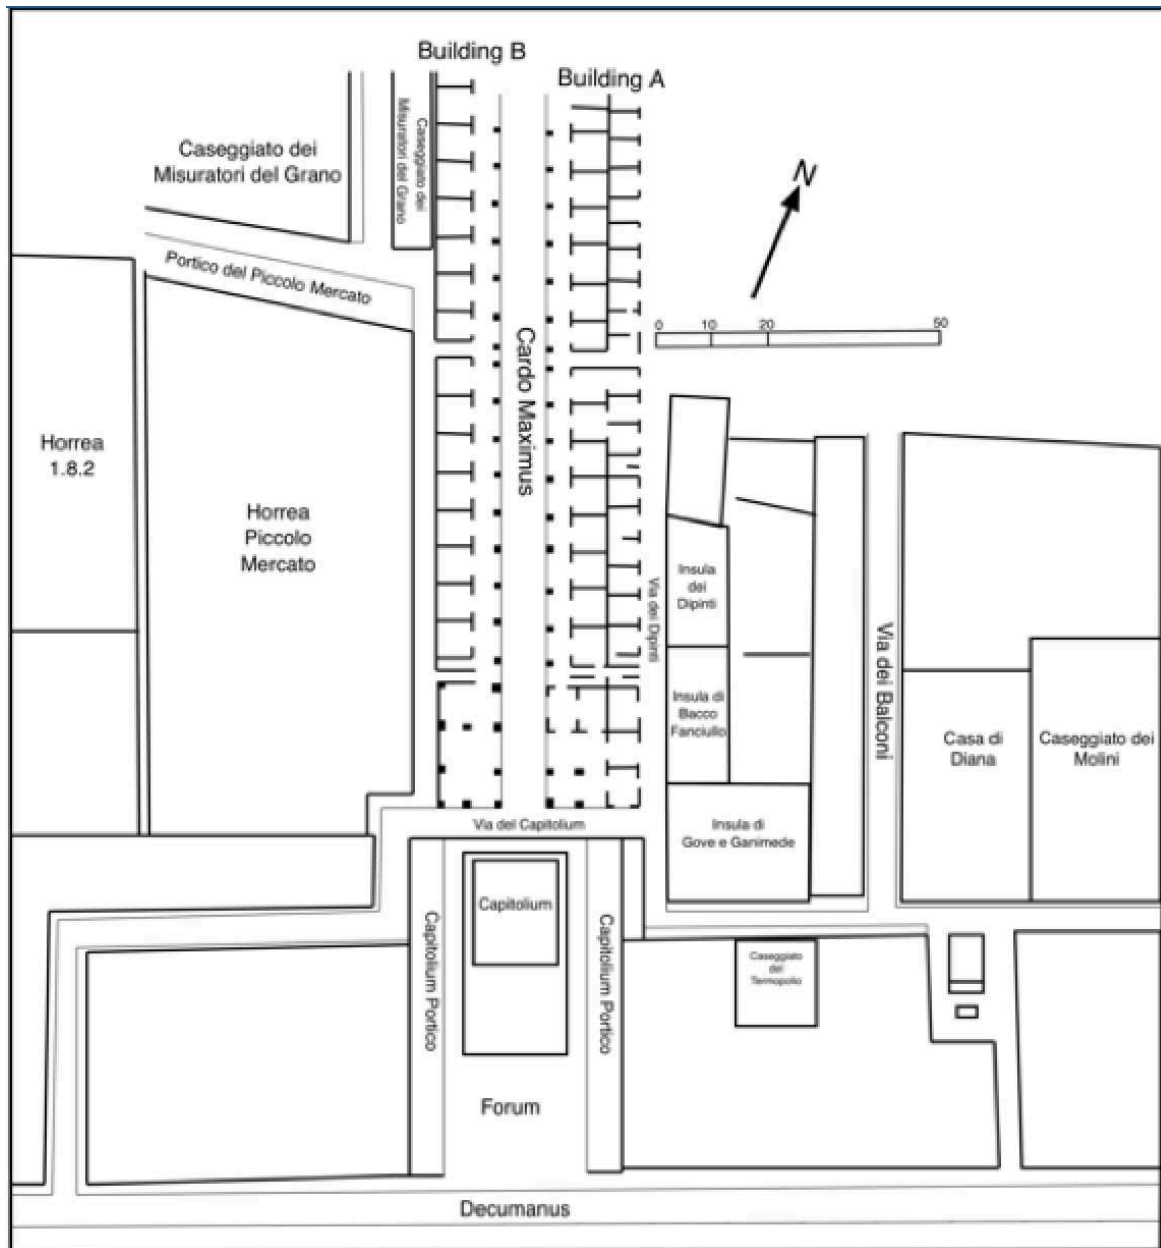 Building B
Building A
Caseggiato dei
Misuratori del Grano
Caseggiato dei
Misuratori del Grano
N
Portico del Piccolo Mercato
0 10 20 50
Cardo Maximus
Horrea
1.8.2
Horrea
Piccolo
Mercato
Insula
dei
Dipinti
Via dei Dipinti
Via dei Balconi
Insula di
Bacco
Fanciullo
Casa di
Diana
Caseggiato dei
Molini
Via del Capitolium
Insula di
Gove e Ganimede
Capitolium
Capitolium Portico
Capitolium Portico
Caseggiato
del
Termopolio
Forum
Decumanus